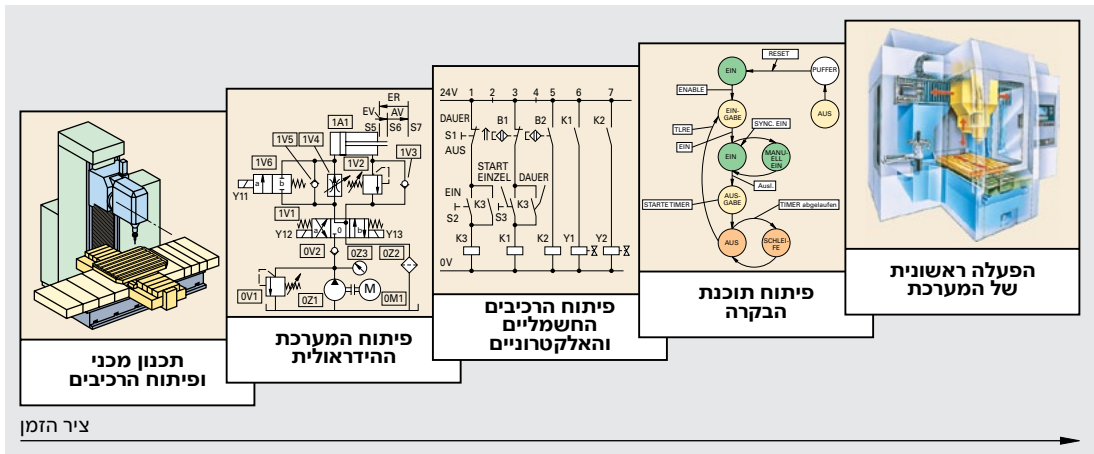 תכנון מכני
ופיתוח הרכיבים
ER
EV
AV
S5
S6
S7
1A1
1V5
1V4
1V3
1V6
1V2
a
b
Y11
1V1
Y12
a
0
b
Y13
0V2
0Z3
0Z2
0V1
M
0Z1
0M1
פיתוח המערכת
ההידראולית
24V 1 2 3 4 5 6 7
DAUER
B1
B2
K1
K2
S1
AUS
START
EINZEL
DAUER
EIN
K3
K3
S2
S3
K3
K1
K2
Y1
Y2
0V
פיתוח הרכיבים
החשמליים
והאלקטרוניים
RESET
EIN
PUFFER
ENABLE
EIN-
GABE
AUS
TLRE
SYNC. EIN
EIN
EIN
MANU-
ELL
EIN
Ausl.
AUS-
GABE
STARTE TIMER
TIMER abgelaufen
AUS
SCHLEI-
FE
פיתוח תוכנת
הבקרה
הפעלה ראשונית
של המערכת
ציר הזמן